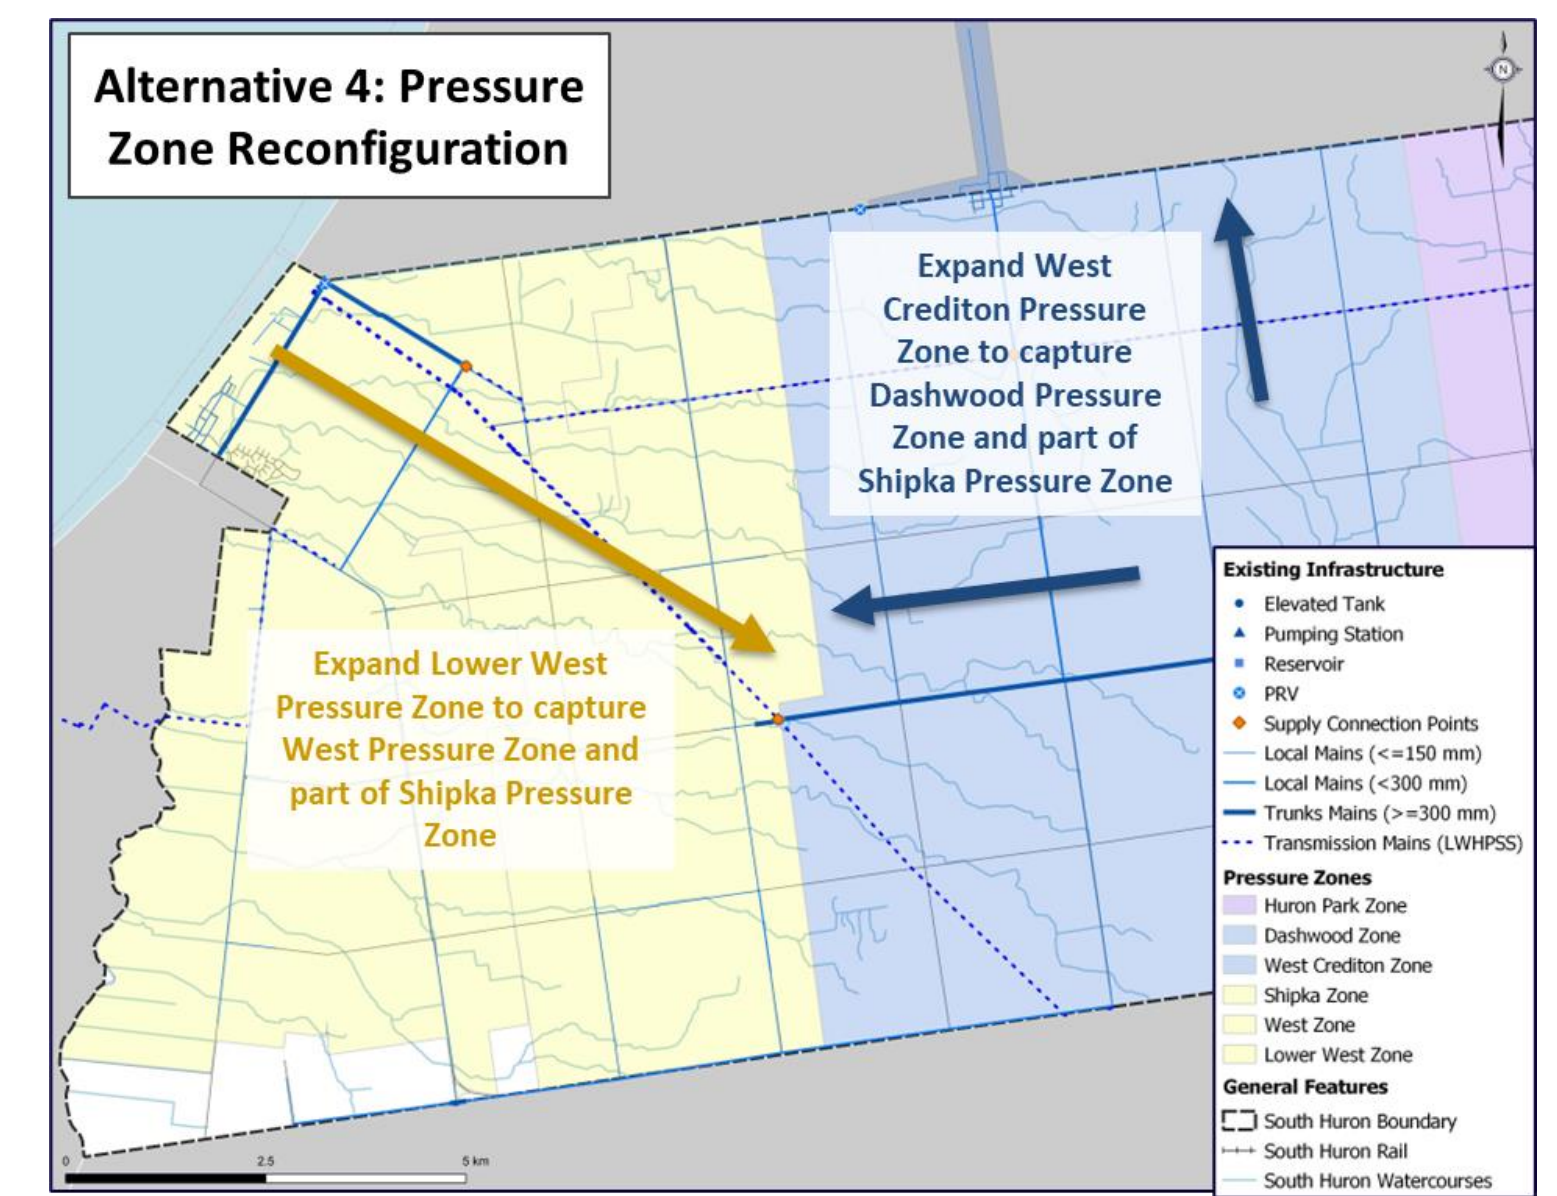 Alternative 4: Pressure
Zone Reconfiguration
N
Expand West
Crediton Pressure
Zone to capture
Dashwood Pressure
Zone and part of
Shipka Pressure Zone
Expand Lower West
Pressure Zone to capture
West Pressure Zone and
part of Shipka Pressure
Zone
Existing Infrastructure
Elevated Tank
Pumping Station
Reservoir
PRV
Supply Connection Points
Local Mains (<=150 mm)
Local Mains (<300 mm)
Trunks Mains (>=300 mm)
Transmission Mains (LWHPSS)
Pressure Zones
Huron Park Zone
Dashwood Zone
West Crediton Zone
Shipka Zone
West Zone
Lower West Zone
General Features
South Huron Boundary
South Huron Rail
South Huron Watercourses
0 2.5 5 km